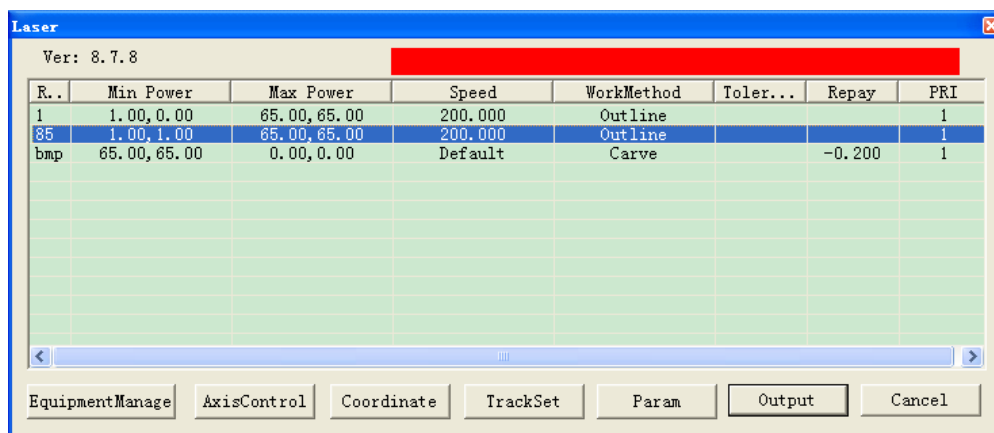 Laser
Ver: 8.7.8
R.. Min Power Max Power Speed WorkMethod Toler... Repay PRI
1 1.00,0.00 65.00,65.00 200.000 Outline 1
85 1.00,1.00 65.00,65.00 200.000 Outline 1
bmp 65.00,65.00 0.00,0.00 Default Carve -0.200 1
EquipmentManage AxisControl Coordinate TrackSet Param Output Cancel